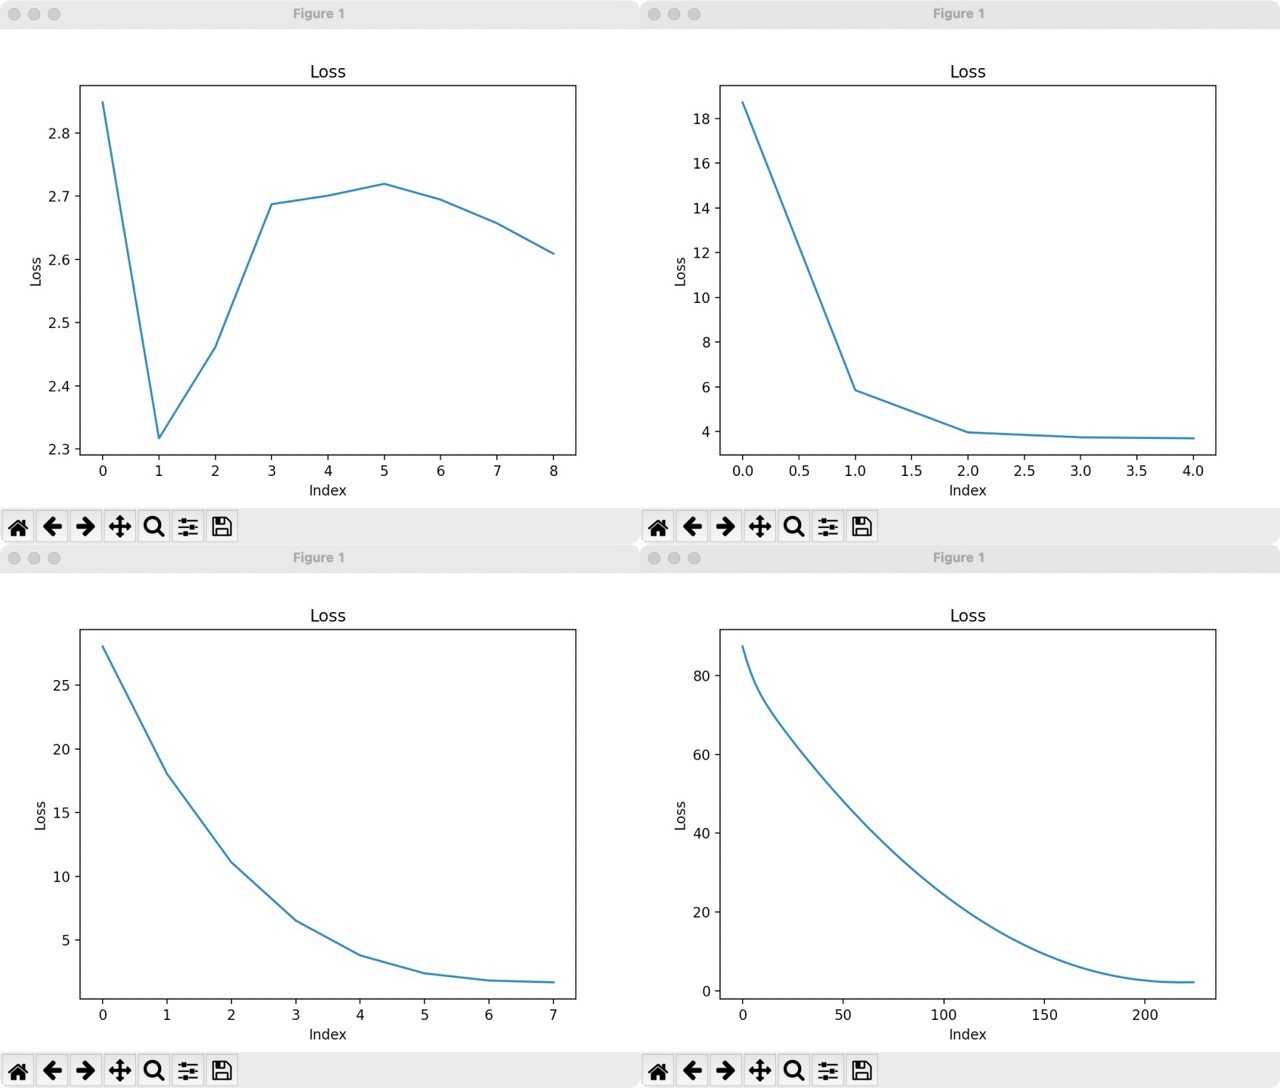 Figure 1
Loss
2.8
2.7
2.6
2.5
2.4
2.3
Loss
0 1 2 3 4 5 6 7 8
Index
Figure 1
Loss
18
16
14
12
10
8
6
4
Loss
0.0 0.5 1.0 1.5 2.0 2.5 3.0 3.5 4.0
Index
Figure 1
Loss
25
20
15
10
5
Loss
0 1 2 3 4 5 6 7
Index
Figure 1
Loss
80
60
40
20
0
Loss
0 50 100 150 200
Index